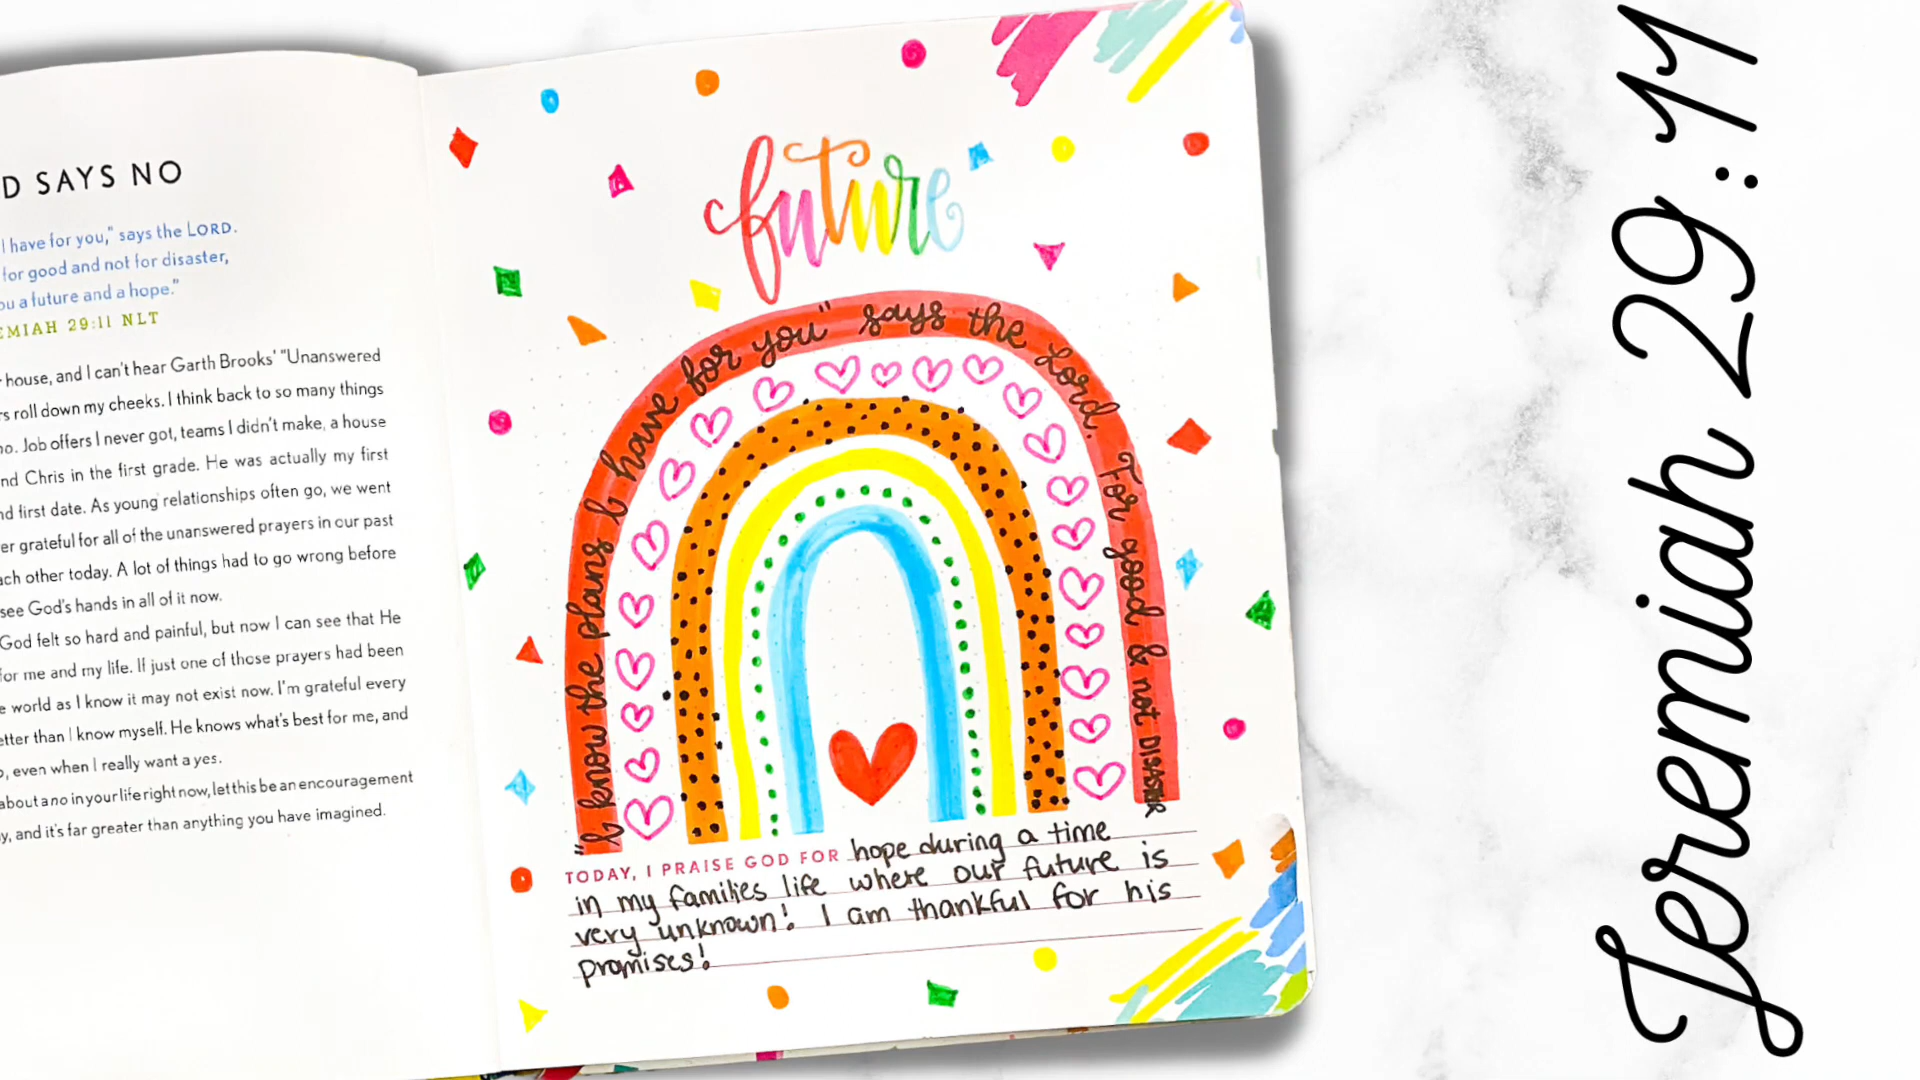 D SAYS NO
I have for you," says the LORD.
for good and not for disaster,
ou a future and a hope."
EMIAH 29:11 NLT
house, and I can't hear Garth Brooks' "Unanswered
rs roll down my cheeks. I think back to so many things
no. Job offers I never got, teams I didn't make, a house
nd Chris in the first grade. He was actually my first
nd first date. As young relationships often go, we went
er grateful for all of the unanswered prayers in our past
ach other today. A lot of things had to go wrong before
see God's hands in all of it now.
God felt so hard and painful, but now I can see that He
for me and my life. If just one of those prayers had been
e world as I know it may not exist now. I'm grateful every
etter than I know myself. He knows what's best for me, and
o, even when I really want a yes.
about a no in your life right now, let this be an encouragement
y, and it's far greater than anything you have imagined.
future
"I know the plans I have for you" says the Lord. For good & not DISASTER
TODAY, I PRAISE GOD FOR hope during a time
in my families life where our future is
very unknown! I am thankful for his
promises!
Jeremiah 29:11